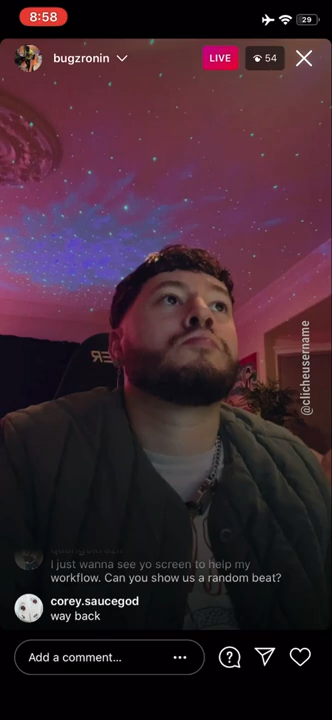 8:58
29
bugzronin
LIVE
54
@clicheusername
I just wanna see yo screen to help my
workflow. Can you show us a random beat?
corey.saucegod
way back
Add a comment...